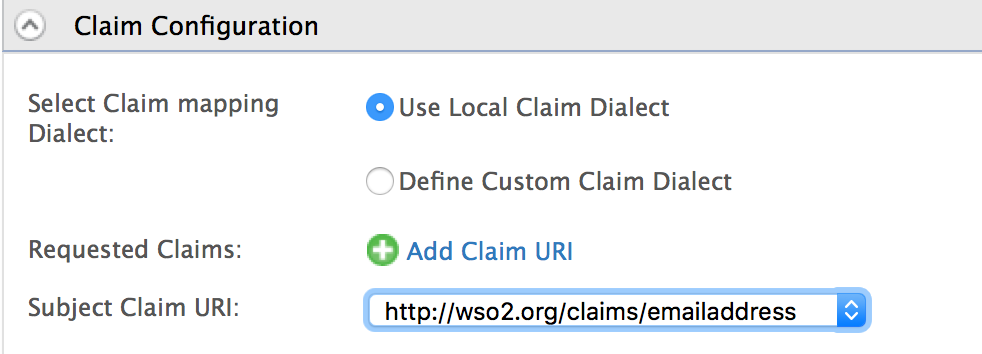 Claim Configuration
Select Claim mapping
Dialect:
Use Local Claim Dialect
Define Custom Claim Dialect
Requested Claims:
Add Claim URI
Subject Claim URI:
http://wso2.org/claims/emailaddress